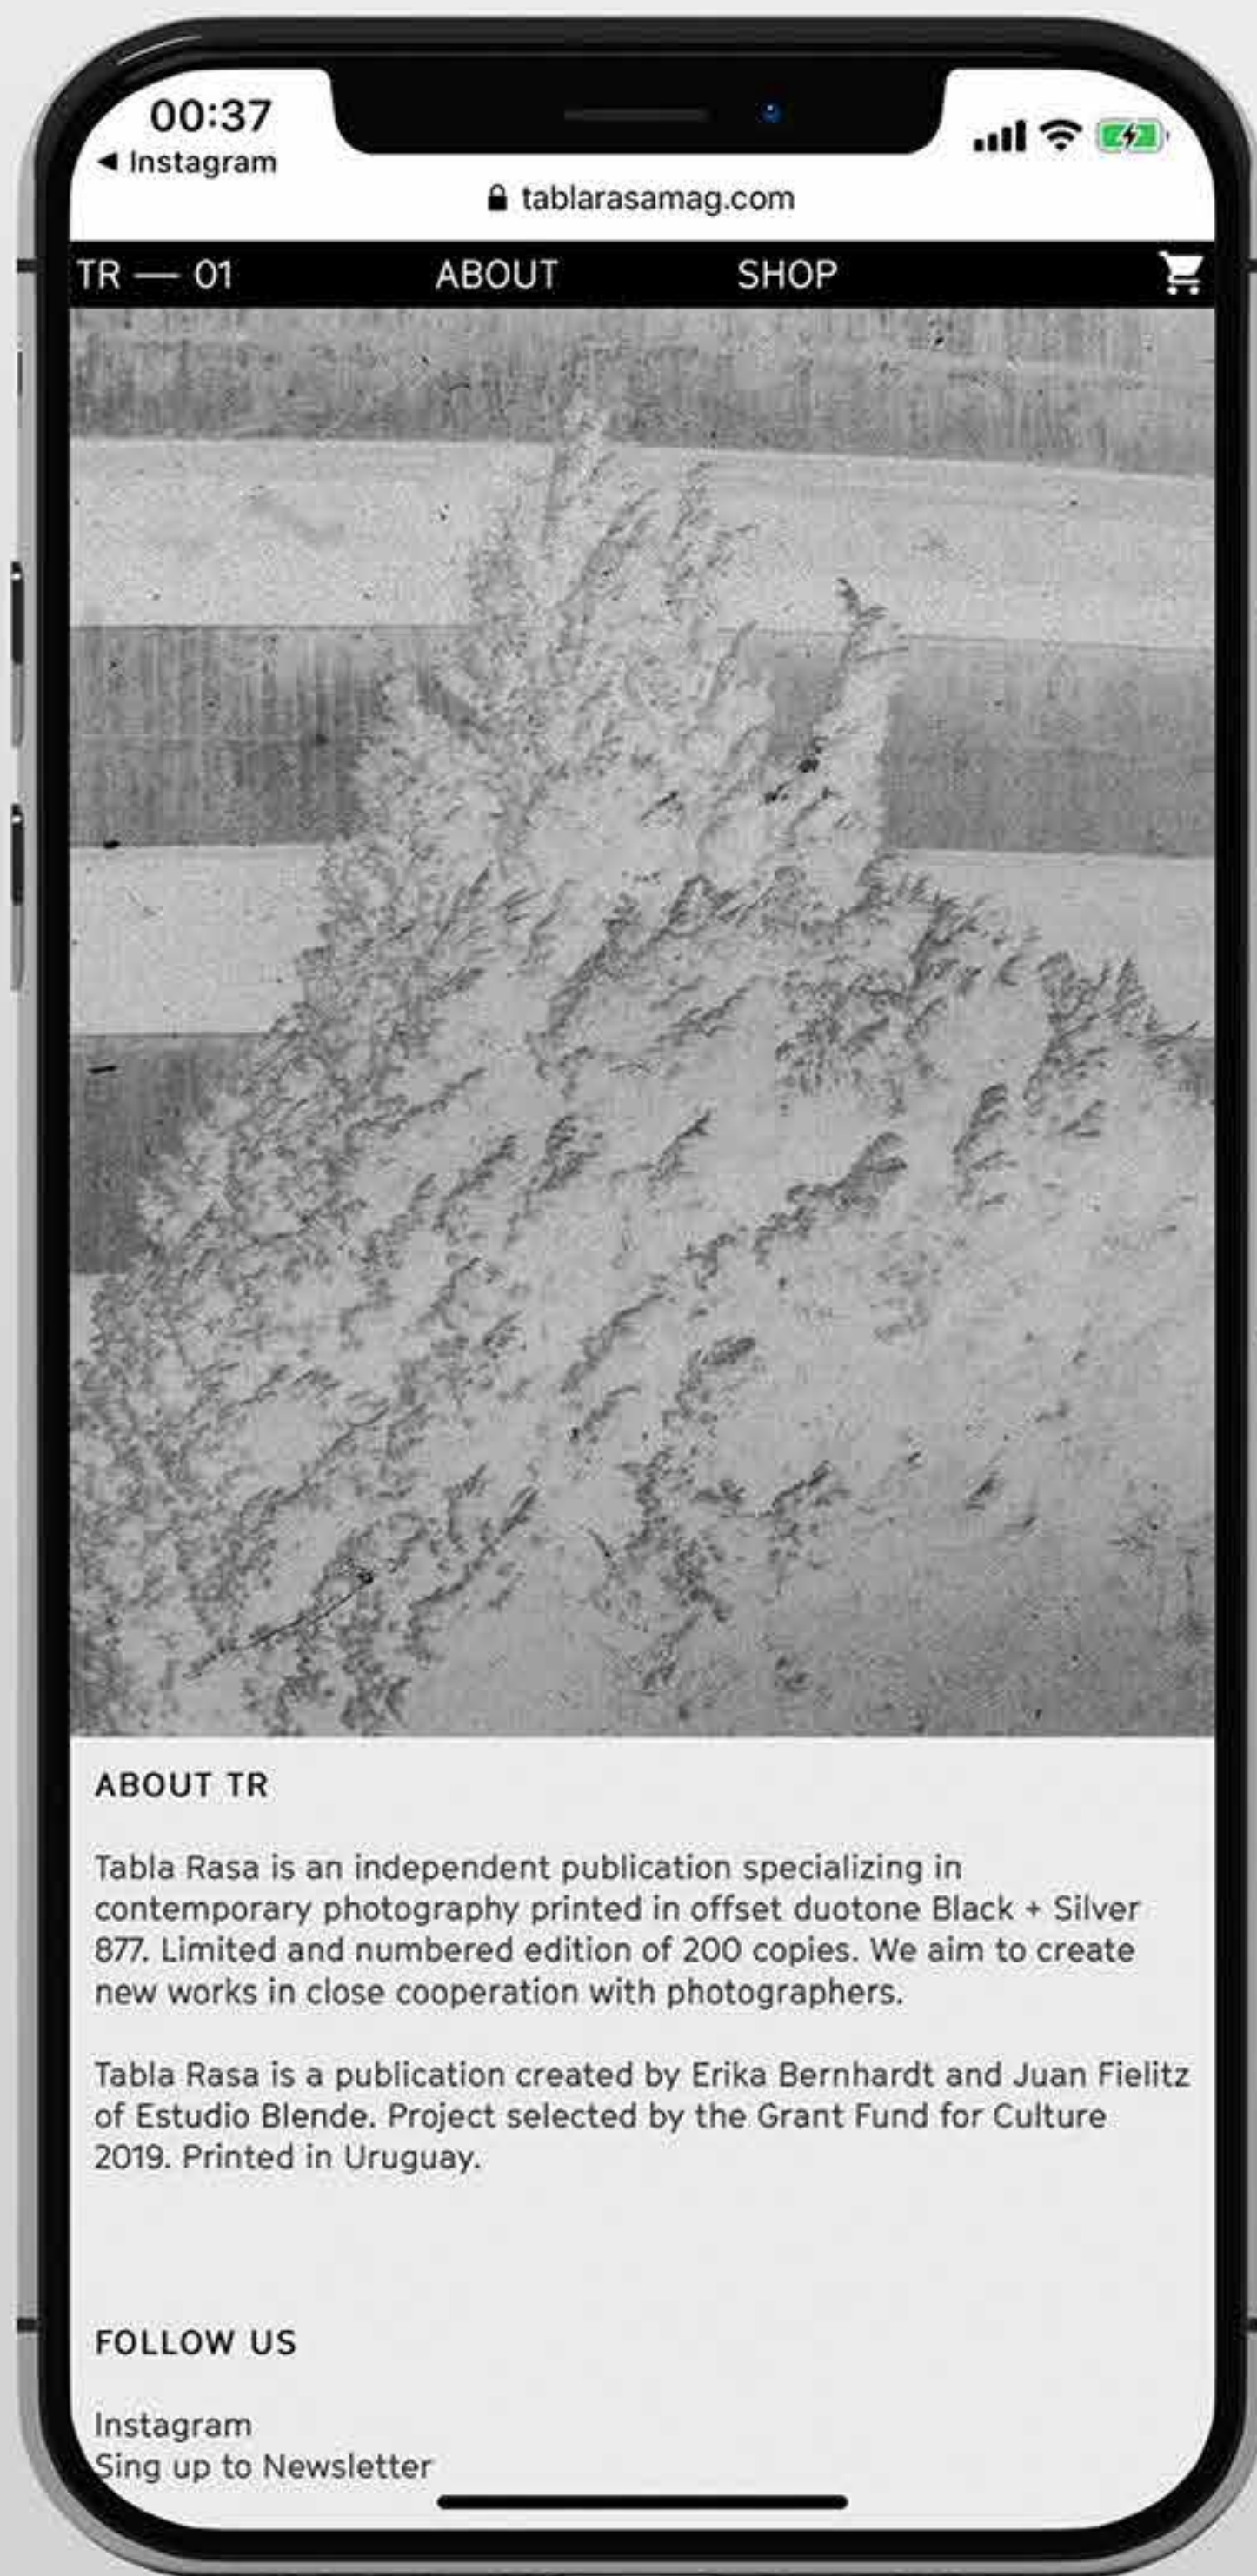 00:37
◀ Instagram
tablarasamag.com
TR — 01 ABOUT SHOP
ABOUT TR
Tabla Rasa is an independent publication specializing in
contemporary photography printed in offset duotone Black + Silver
877. Limited and numbered edition of 200 copies. We aim to create
new works in close cooperation with photographers.
Tabla Rasa is a publication created by Erika Bernhardt and Juan Fielitz
of Estudio Blende. Project selected by the Grant Fund for Culture
2019. Printed in Uruguay.
FOLLOW US
Instagram
Sing up to Newsletter